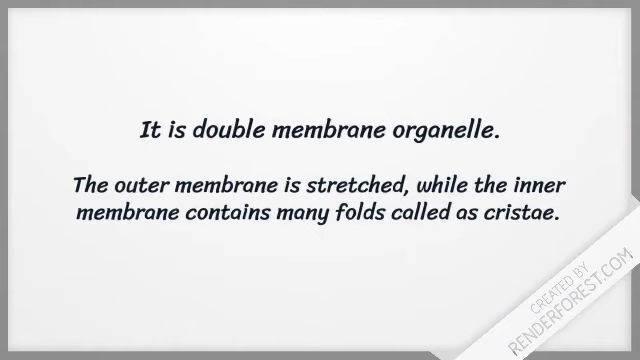 It is double membrane organelle.
The outer membrane is stretched, while the inner
membrane contains many folds called as cristae.
CREATED BY
RENDERFOREST.COM